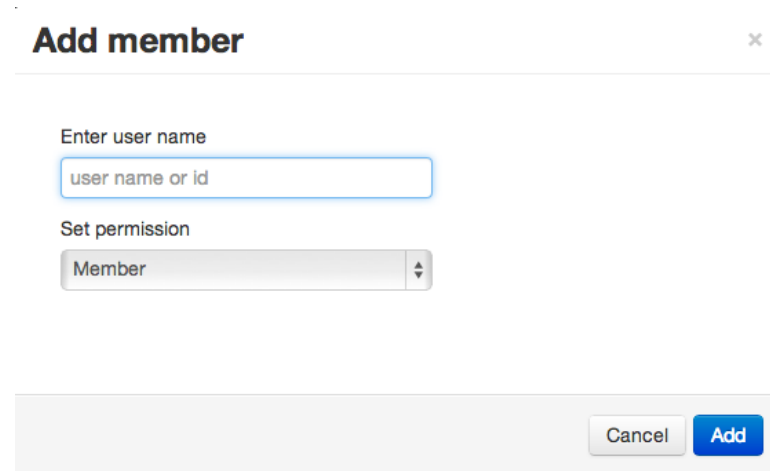 Add member
×
Enter user name
user name or id
Set permission
Member
Cancel Add